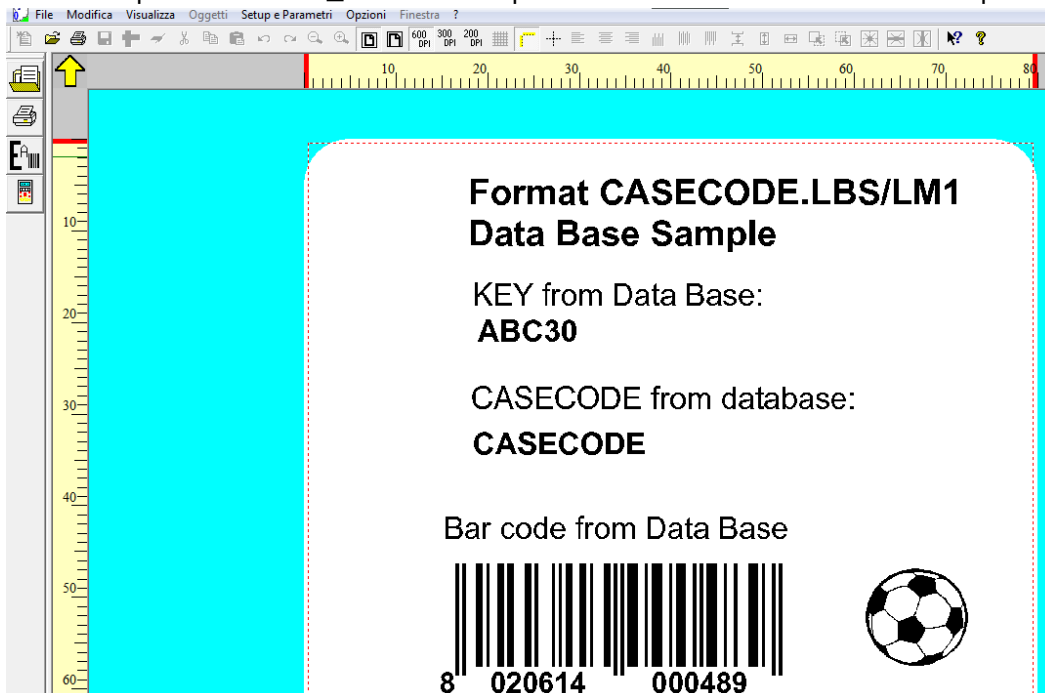 File Modifica Visualizza Oggetti Setup e Parametri Opzioni Finestra ?
600 DPI 300 DPI 200 DPI
10 20 30 40 50 60 70 80
Format CASECODE.LBS/LM1
Data Base Sample
10
KEY from Data Base:
20
ABC30
CASECODE from database:
30
CASECODE
40
Bar code from Data Base
50
60
8 020614 000489